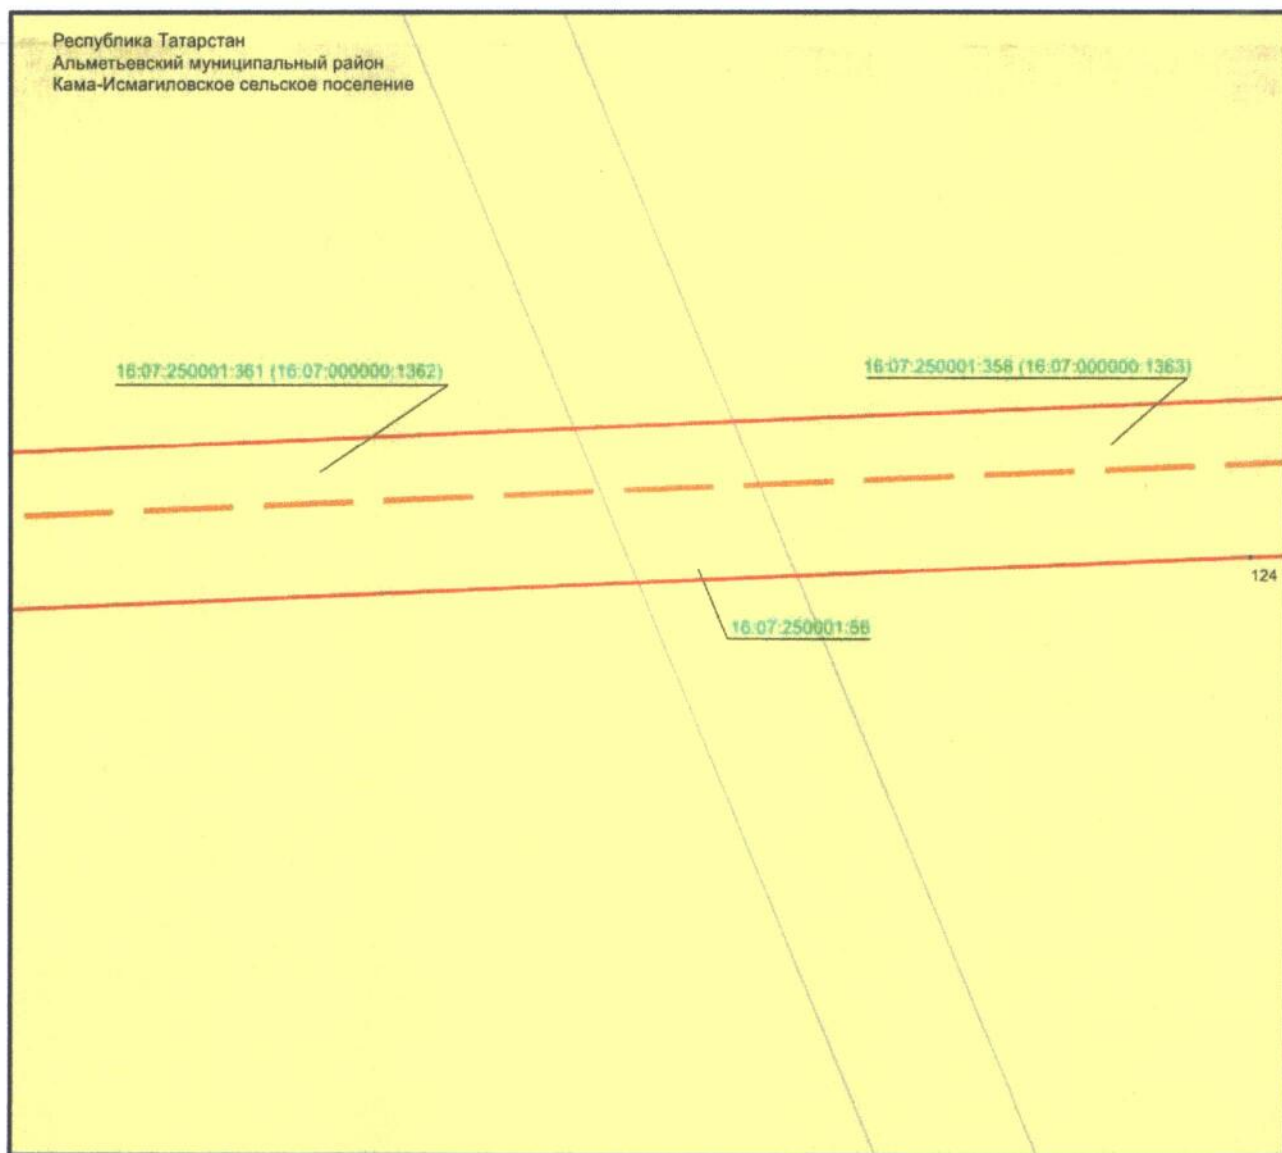 Республика Татарстан
Альметьевский муниципальный район
Кама-Исмагиловское сельское поселение
16:07:250001:361 (16:07:000000:1362)
16:07:250001:358 (16:07:000000:1363)
124
16:07:250001:56